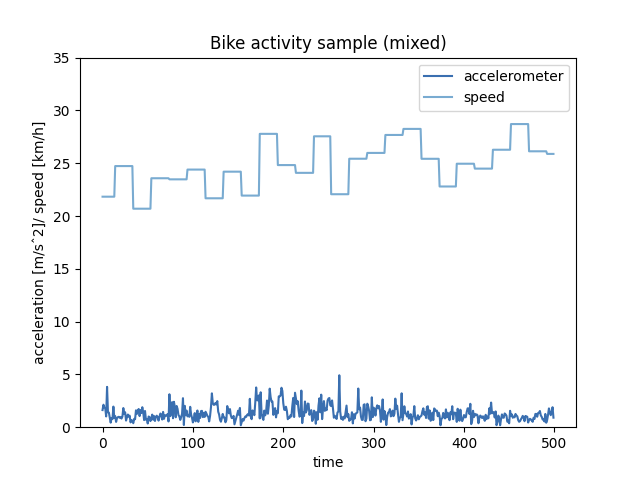 Bike activity sample (mixed)
accelerometer
speed
35
30
25
20
15
10
5
0
acceleration [m/sˆ2]/ speed [km/h]
0 100 200 300 400 500
time